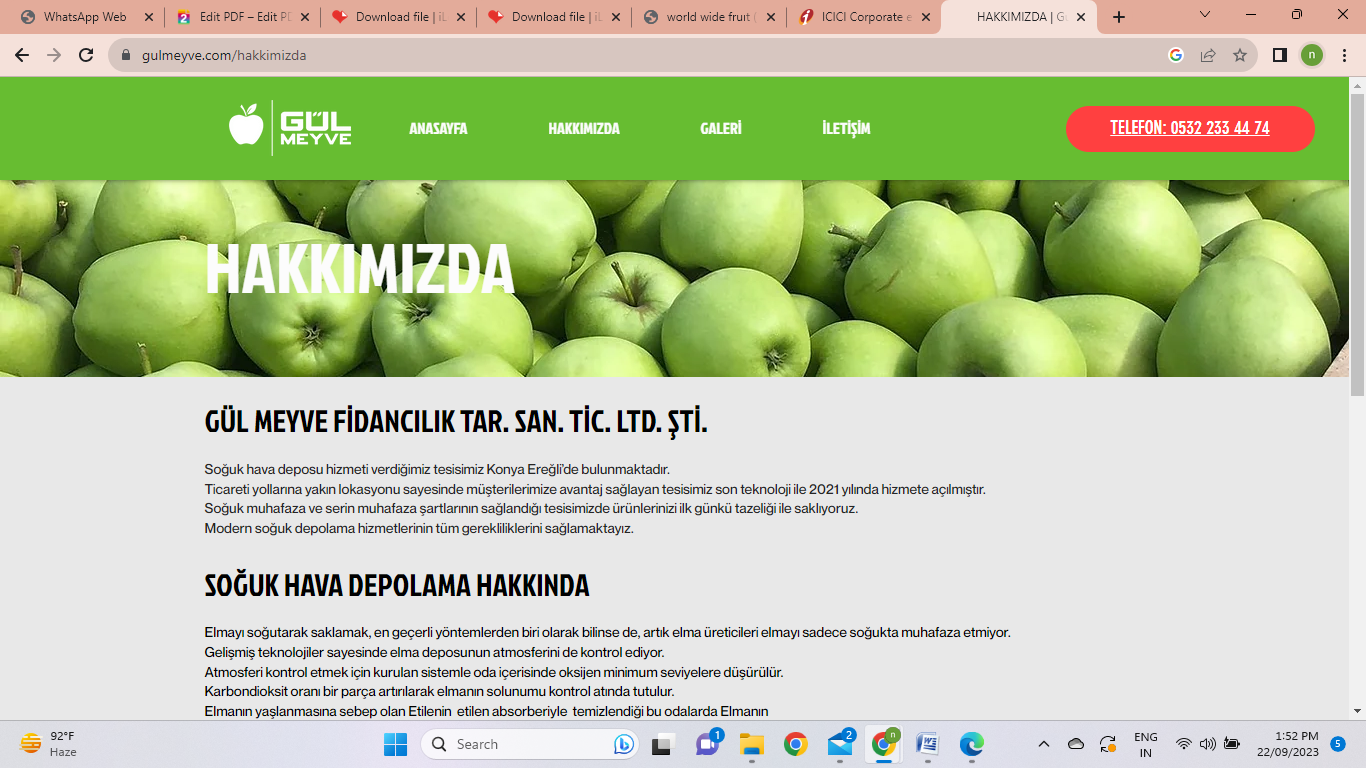 WhatsApp Web
Edit PDF – Edit PD
Download file | iL
Download file | iL
world wide fruit (
ICICI Corporate e
HAKKIMIZDA | G
gulmeyve.com/hakkimizda
n
GÜL
MEYVE
ANASAYFA
HAKKIMIZDA
GALERİ
İLETİŞİM
TELEFON: 0532 233 44 74
HAKKIMIZDA
GÜL MEYVE FİDANCILIK TAR. SAN. TİC. LTD. ŞTİ.
Soğuk hava deposu hizmeti verdiğimiz tesisimiz Konya Ereğli'de bulunmaktadır.
Ticareti yollarına yakın lokasyonu sayesinde müşterilerimize avantaj sağlayan tesisimiz son teknoloji ile 2021 yılında hizmete açılmıştır.
Soğuk muhafaza ve serin muhafaza şartlarının sağlandığı tesisimizde ürünlerinizi ilk günkü tazeliği ile saklıyoruz.
Modern soğuk depolama hizmetlerinin tüm gerekliliklerini sağlamaktayız.
SOĞUK HAVA DEPOLAMA HAKKINDA
Elmayı soğutarak saklamak, en geçerli yöntemlerden biri olarak bilinse de, artık elma üreticileri elmayı sadece soğukta muhafaza etmiyor.
Gelişmiş teknolojiler sayesinde elma deposunun atmosferini de kontrol ediyor.
Atmosferi kontrol etmek için kurulan sistemle oda içerisinde oksijen minimum seviyelere düşürülür.
Karbondioksit oranı bir parça artırılarak elmanın solunumu kontrol atında tutulur.
Elmanın yaşlanmasına sebep olan Etilenin etilen absorberiyle temizlendiği bu odalarda Elmanın
92°F
Haze
Search
1
2
n
ENG
IN
1:52 PM
22/09/2023
5